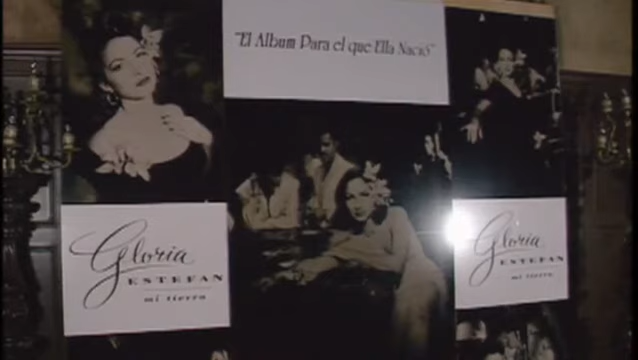 "El Album Para el que Ella Nació"
Gloria
ESTEFAN
mi tierra
Gloria
ESTEFAN
mi tierra